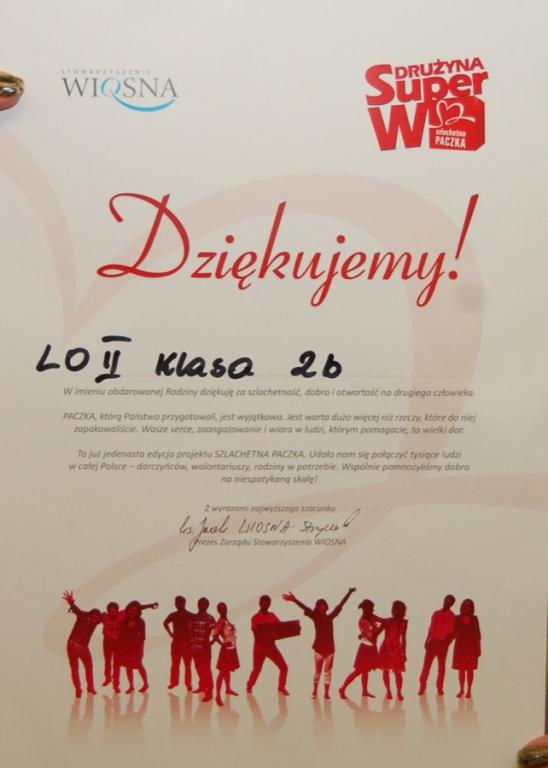 STOWARZYSZENIE
WIOSNA
DRUŻYNA
Super
W
szlachetna
PACZKA
Dziękujemy!
LO II Klasa 2b
W imieniu obdarowanej Rodziny dziękuję za szlachetność, dobro i otwartość na drugiego człowieka.
PACZKA, którą Państwo przygotowali, jest wyjątkowa. Jest warta dużo więcej niż rzeczy, które do niej
zapakowaliście. Wasze serce, zaangażowanie i wiara w ludzi, którym pomagacie, to wielki dar.
To już jedenasta edycja projektu SZLACHETNA PACZKA. Udało nam się połączyć tysiące ludzi
w całej Polsce – darczyńców, wolontariuszy, rodziny w potrzebie. Wspólnie pomnożyliśmy dobro
na niespotykaną skalę!
Z wyrazami najwyższego szacunku
ks. Jacek WIOSNA Stryczek
Prezes Zarządu Stowarzyszenia WIOSNA